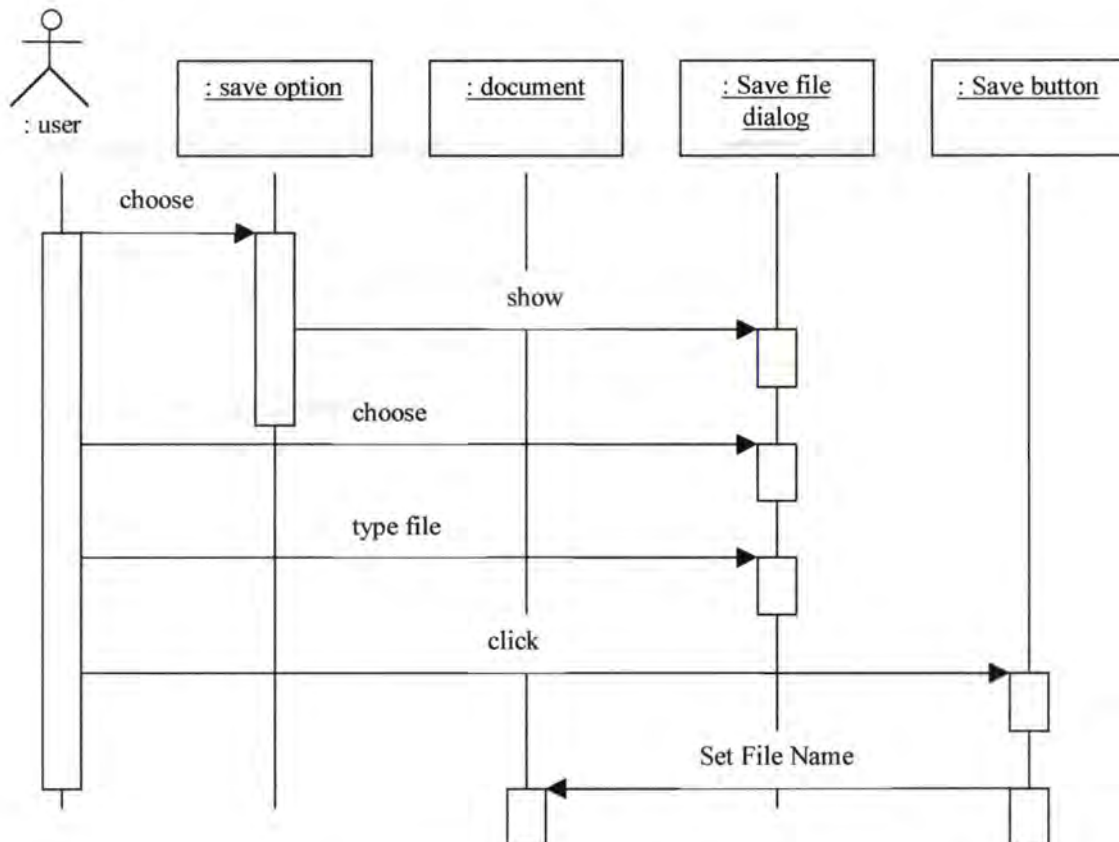 : user
: save option
: document
: Save file
dialog
: Save button
choose
show
choose
type file
click
Set File Name